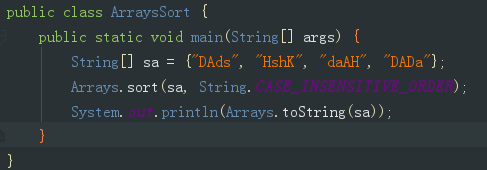 public class ArraysSort {
public static void main(String[] args) {
String[] sa = {"DAds", "HshK", "daAH", "DADa"};
Arrays.sort(sa, String.CASE_INSENSITIVE_ORDER);
System.out.println(Arrays.toString(sa));
}
}